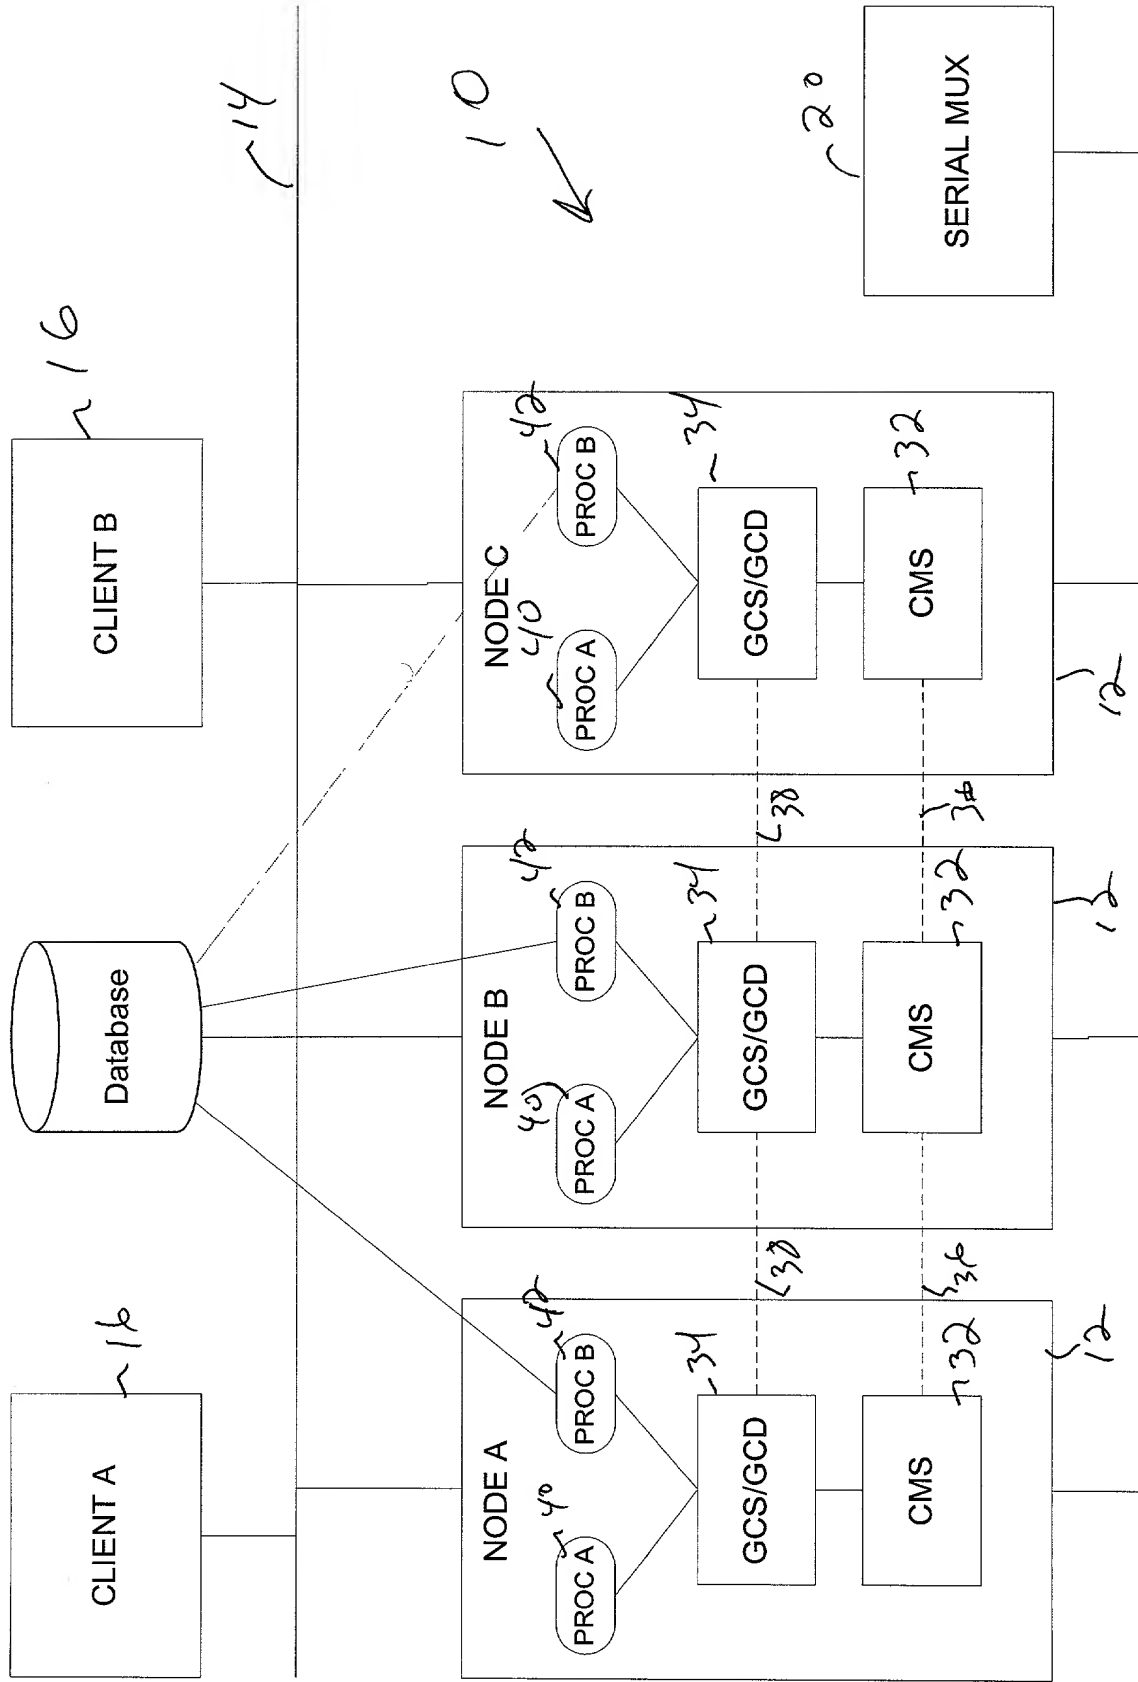 CLIENT A
16
Database
CLIENT B
16
14
10
NODE A
40
PROC A
42
PROC B
34
GCS/GCD
32
CMS
12
38
36
NODE B
40
PROC A
42
PROC B
34
GCS/GCD
32
CMS
12
38
36
NODE C
40
PROC A
42
PROC B
34
GCS/GCD
32
CMS
12
20
SERIAL MUX